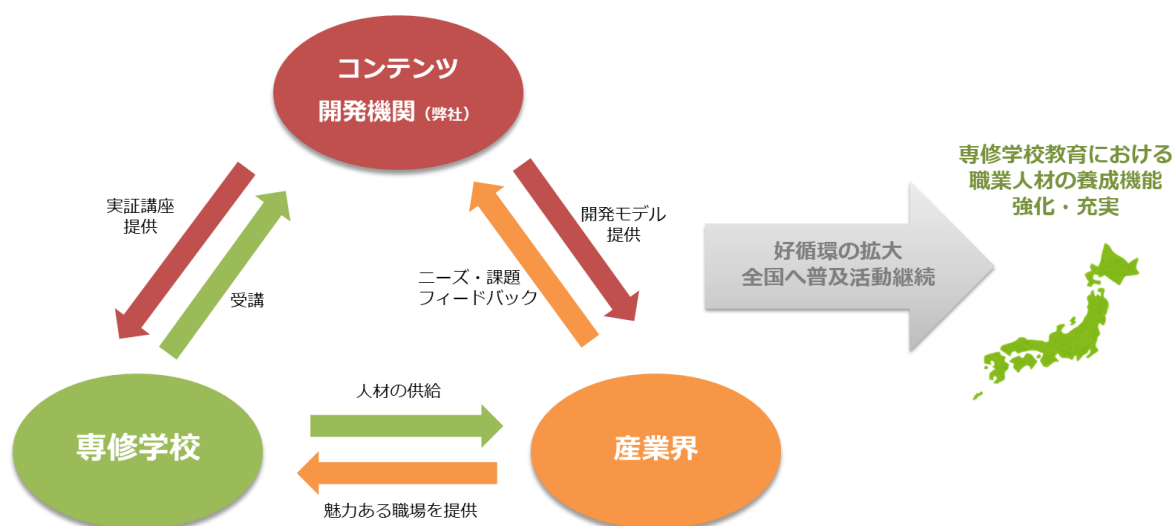 コンテンツ
開発機関（弊社）
専修学校教育における
職業人材の養成機能
強化・充実
実証講座
提供
開発モデル
提供
好循環の拡大
全国へ普及活動継続
ニーズ・課題
フィードバック
受講
人材の供給
専修学校
産業界
魅力ある職場を提供